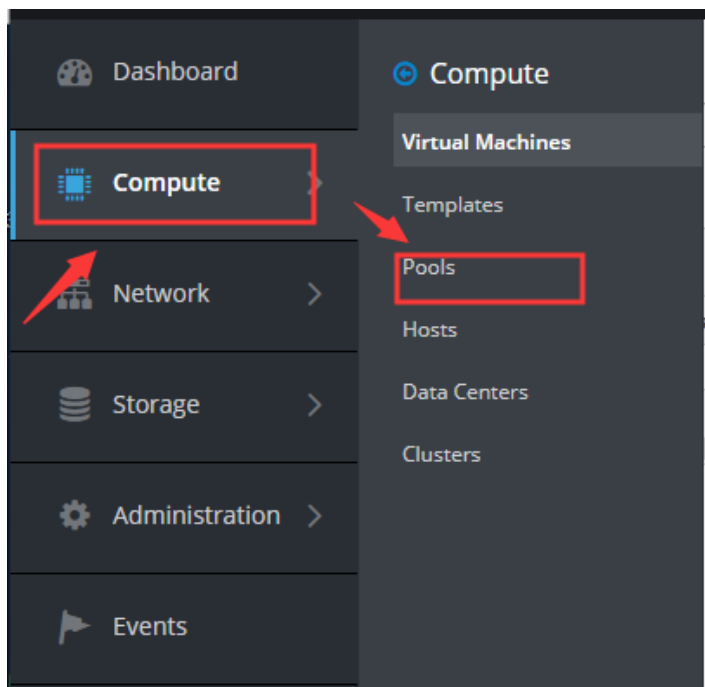 Dashboard
Compute
Network
Storage
Administration
Events
Compute
Virtual Machines
Templates
Pools
Hosts
Data Centers
Clusters